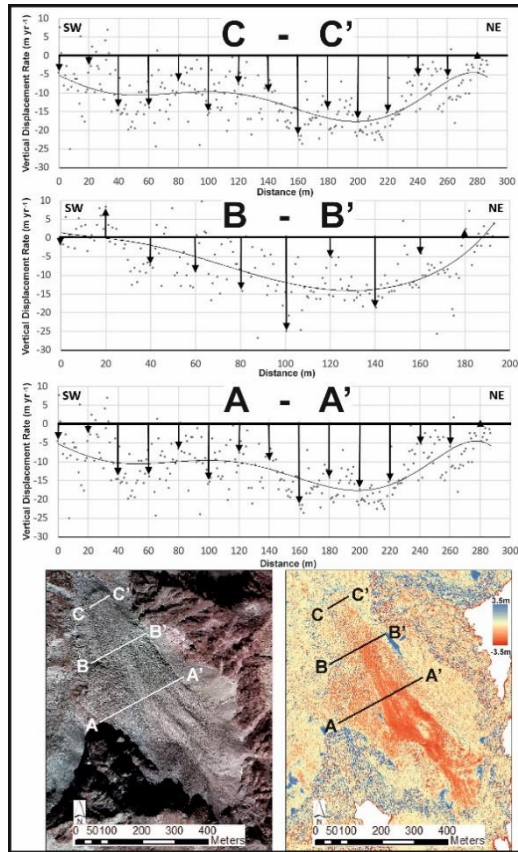 SW C - C' NE
Vertical Displacement Rate (m yr⁻¹)
10
5
0
-5
-10
-15
-20
-25
-30
0 20 40 60 80 100 120 140 160 180 200 220 240 260 280 300
Distance (m)
SW B - B' NE
Vertical Displacement Rate (m yr⁻¹)
10
5
0
-5
-10
-15
-20
-25
-30
0 20 40 60 80 100 120 140 160 180 200
Distance (m)
SW A - A' NE
Vertical Displacement Rate (m yr⁻¹)
10
5
0
-5
-10
-15
-20
-25
-30
0 20 40 60 80 100 120 140 160 180 200 220 240 260 280 300
Distance (m)
C C'
B B'
A A'
0 50 100 200 300 400
Meters
C C'
B B'
A A'
3.5m
-3.5m
0 50 100 200 300 400
Meters